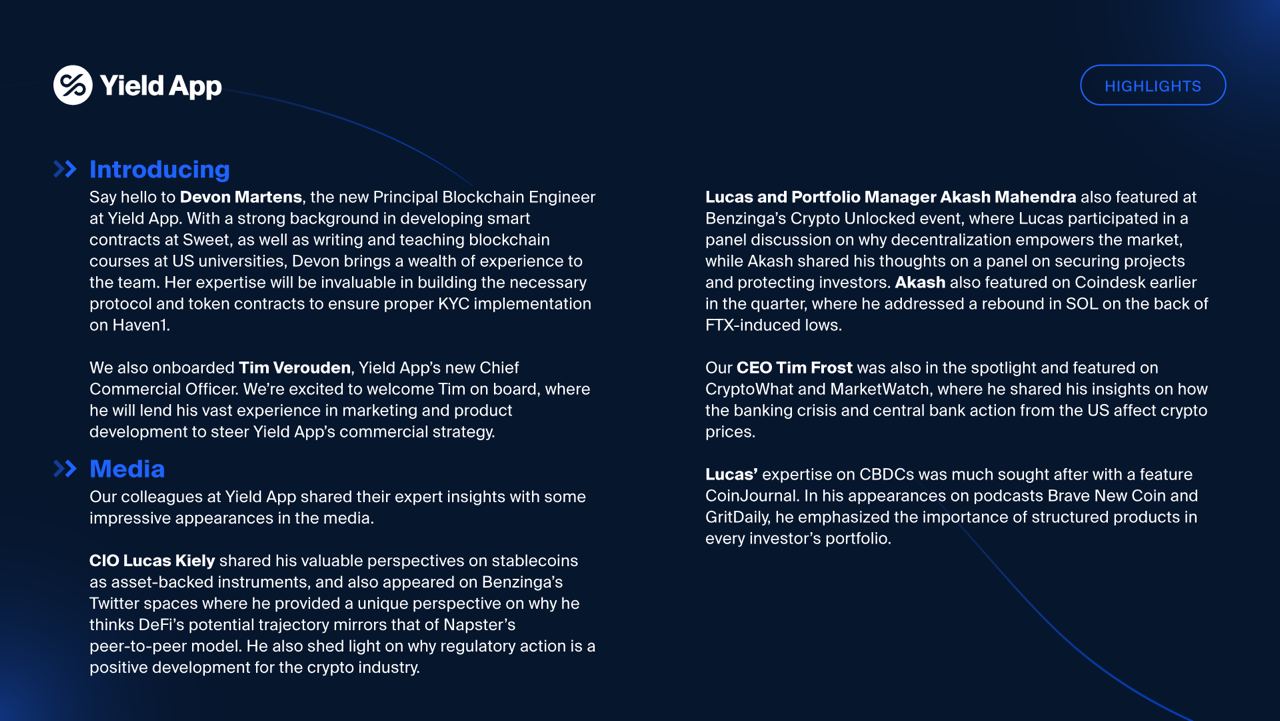 Yield App
HIGHLIGHTS
Introducing
Say hello to Devon Martens, the new Principal Blockchain Engineer
at Yield App. With a strong background in developing smart
contracts at Sweet, as well as writing and teaching blockchain
courses at US universities, Devon brings a wealth of experience to
the team. Her expertise will be invaluable in building the necessary
protocol and token contracts to ensure proper KYC implementation
on Haven1.
We also onboarded Tim Verouden, Yield App’s new Chief
Commercial Officer. We’re excited to welcome Tim on board, where
he will lend his vast experience in marketing and product
development to steer Yield App’s commercial strategy.
Media
Our colleagues at Yield App shared their expert insights with some
impressive appearances in the media.
CIO Lucas Kiely shared his valuable perspectives on stablecoins
as asset-backed instruments, and also appeared on Benzinga’s
Twitter spaces where he provided a unique perspective on why he
thinks DeFi’s potential trajectory mirrors that of Napster’s
peer-to-peer model. He also shed light on why regulatory action is a
positive development for the crypto industry.
Lucas and Portfolio Manager Akash Mahendra also featured at
Benzinga’s Crypto Unlocked event, where Lucas participated in a
panel discussion on why decentralization empowers the market,
while Akash shared his thoughts on a panel on securing projects
and protecting investors. Akash also featured on Coindesk earlier
in the quarter, where he addressed a rebound in SOL on the back of
FTX-induced lows.
Our CEO Tim Frost was also in the spotlight and featured on
CryptoWhat and MarketWatch, where he shared his insights on how
the banking crisis and central bank action from the US affect crypto
prices.
Lucas’ expertise on CBDCs was much sought after with a feature
CoinJournal. In his appearances on podcasts Brave New Coin and
GritDaily, he emphasized the importance of structured products in
every investor’s portfolio.